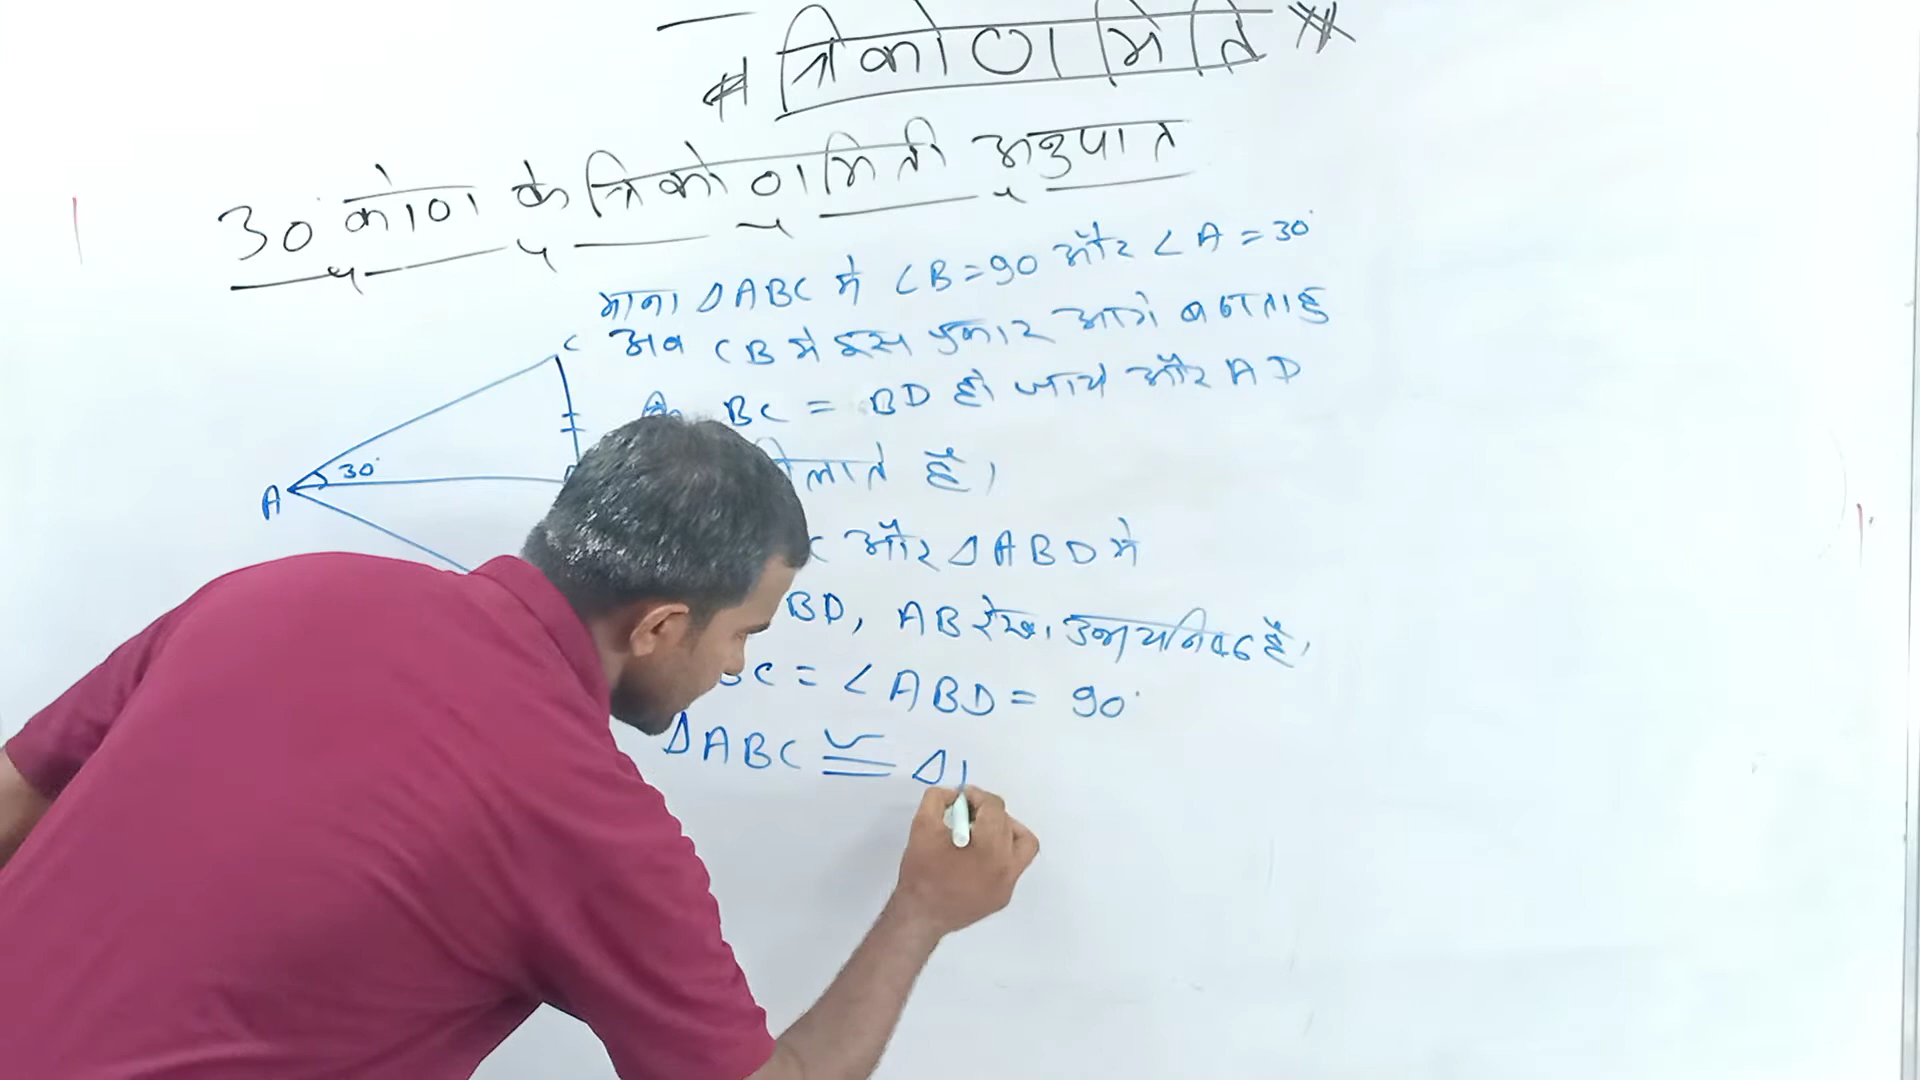 # त्रिकोणमिति **
30° कोण के त्रिकोणमिती अनुपात
माना △ABC में ∠B=90 और ∠A=30°
अब CB में इस प्रकार आगे बढ़ाता हुँ
BC = BD हो जाये और AD
C
30°
A
है।
और △ABD में
BD, AB रेखा उभयनिष्ठ है।
BC = ∠ABD = 90°
△ABC ≅ △